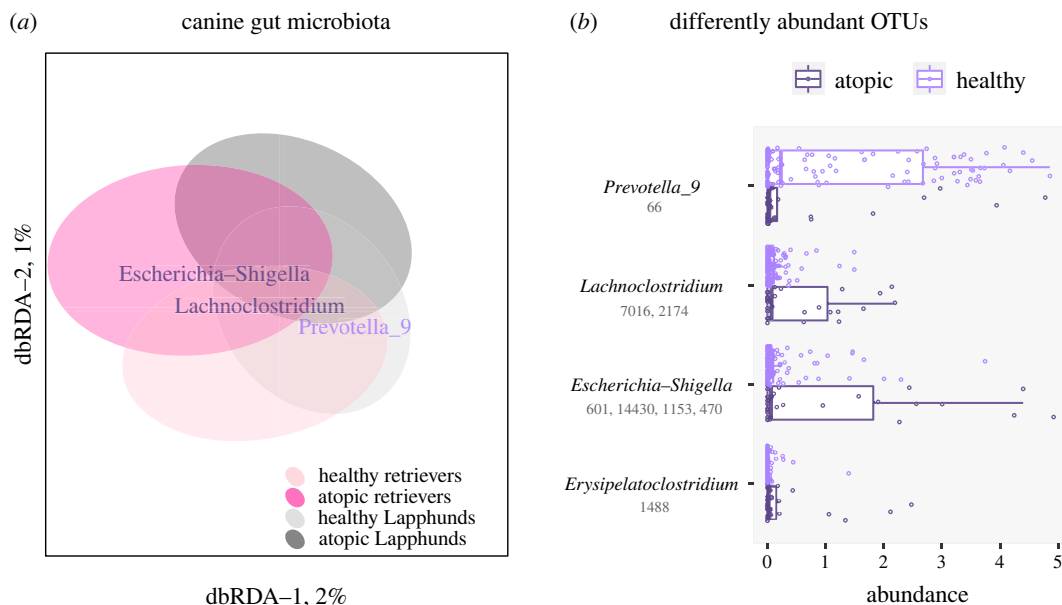 (a) canine gut microbiota
dbRDA–2, 1%
Escherichia–Shigella
Lachnoclostridium
Prevotella_9
healthy retrievers
atopic retrievers
healthy Lapphunds
atopic Lapphunds
dbRDA–1, 2%
(b) differently abundant OTUs
atopic healthy
Prevotella_9
66
Lachnoclostridium
7016, 2174
Escherichia–Shigella
601, 14430, 1153, 470
Erysipelatoclostridium
1488
0 1 2 3 4 5
abundance